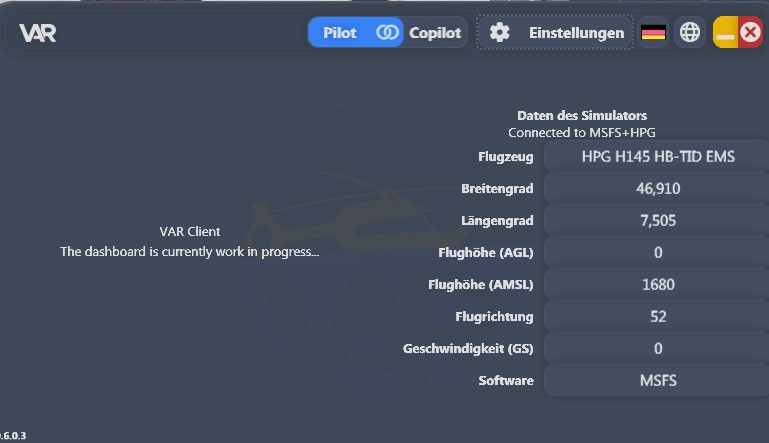 VAR
Pilot Copilot Einstellungen
Daten des Simulators
Connected to MSFS+HPG
Flugzeug HPG H145 HB-TID EMS
Breitengrad 46,910
Längengrad 7,505
Flughöhe (AGL) 0
Flughöhe (AMSL) 1680
Flugrichtung 52
Geschwindigkeit (GS) 0
Software MSFS
VAR Client
The dashboard is currently work in progress...
VAR
.6.0.3